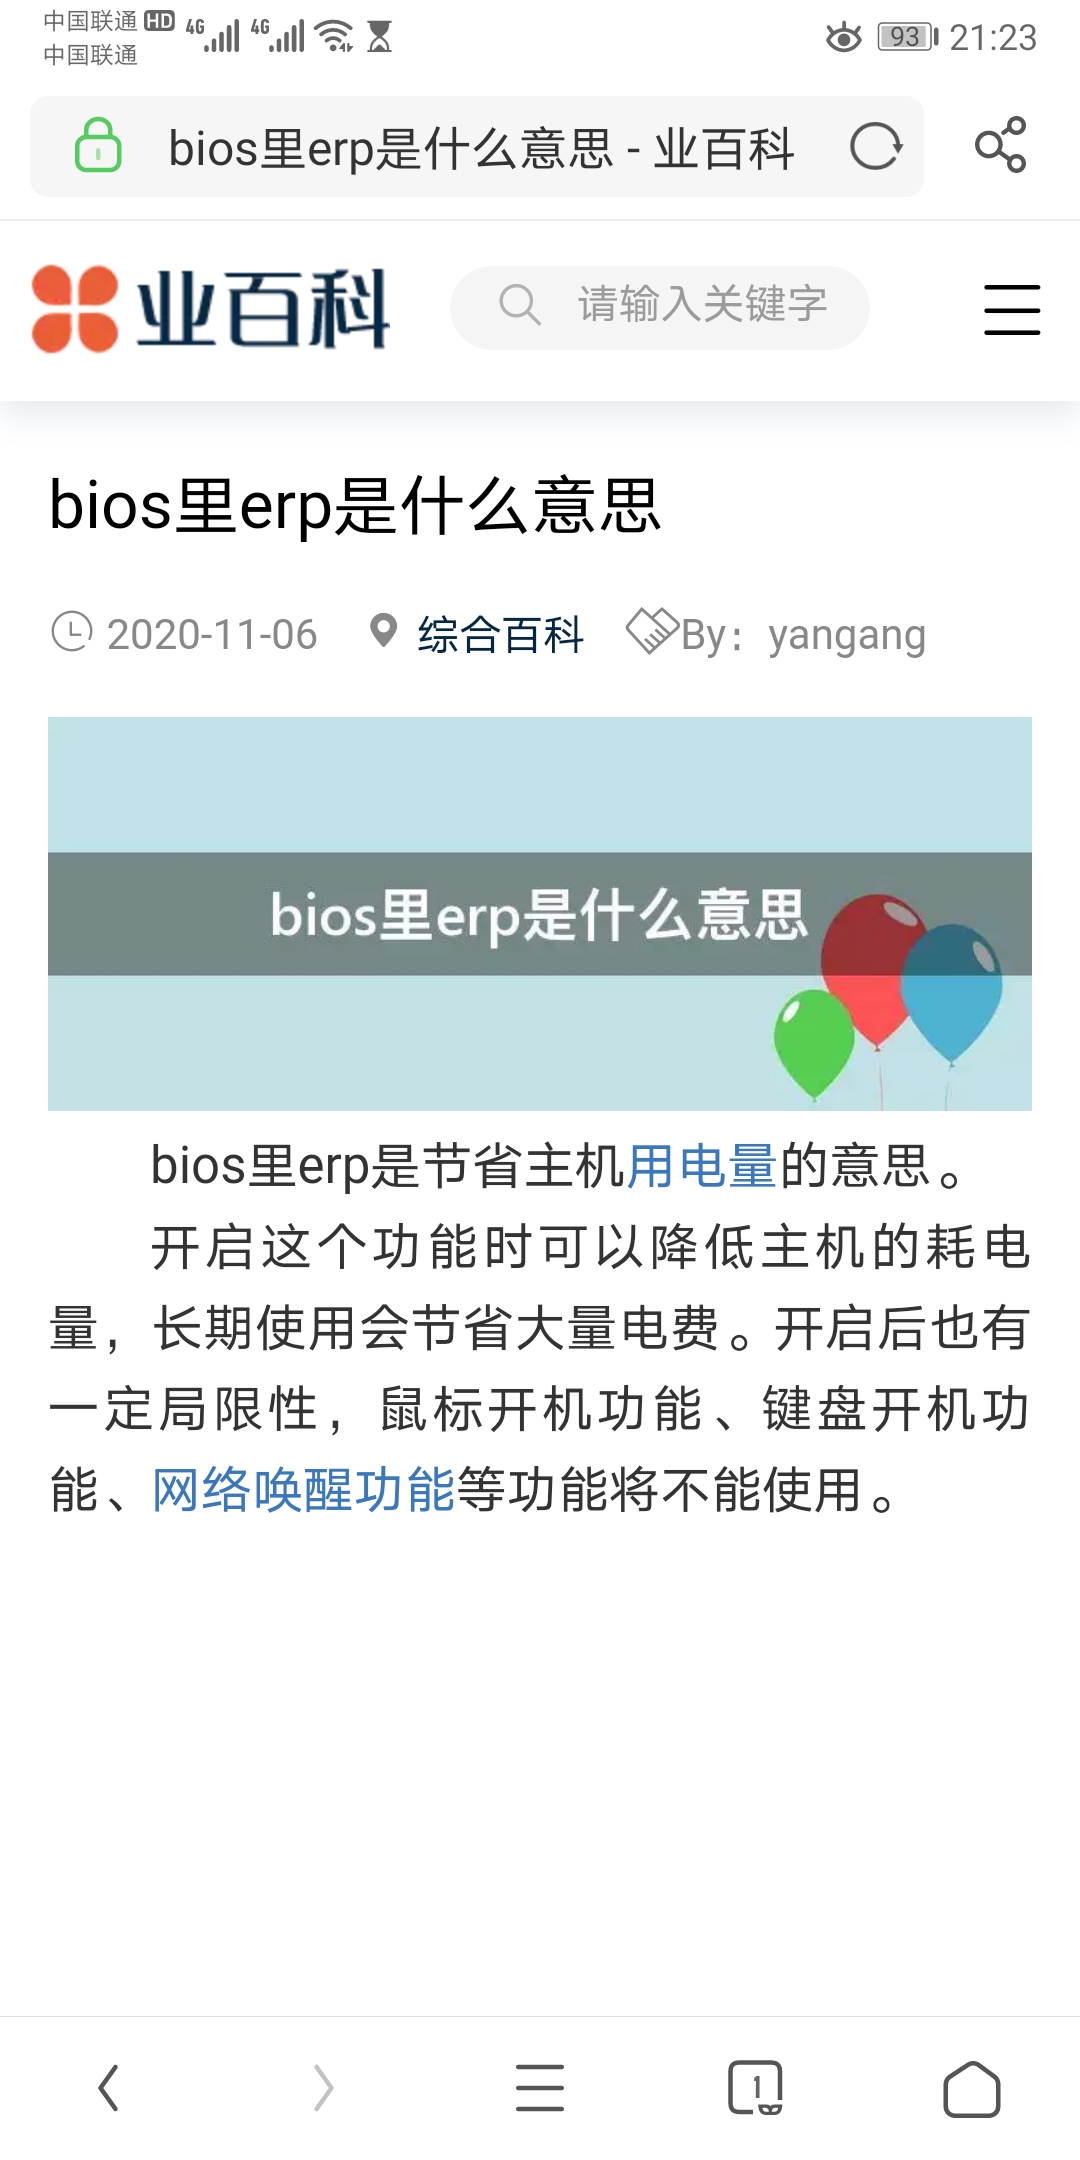 中国联通 HD 4G 4G 93 21:23
中国联通
bios里erp是什么意思 - 业百科
业百科 请输入关键字
bios里erp是什么意思
2020-11-06 综合百科 By：yangang
bios里erp是什么意思
bios里erp是节省主机用电量的意思。
开启这个功能时可以降低主机的耗电
量，长期使用会节省大量电费。开启后也有
一定局限性，鼠标开机功能、键盘开机功
能、网络唤醒功能等功能将不能使用。
1